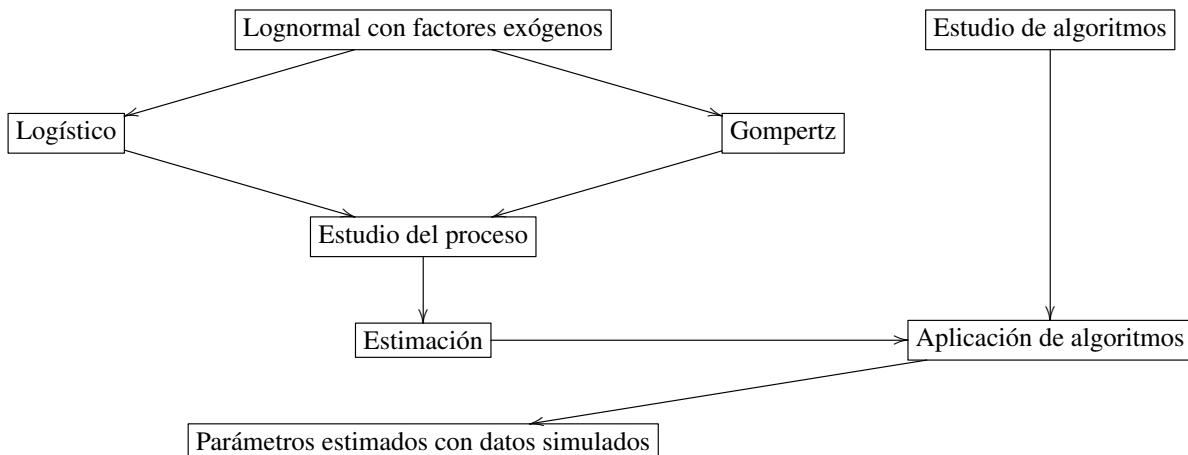 Lognormal con factores exógenos
Estudio de algoritmos
Logístico
Gompertz
Estudio del proceso
Estimación
Aplicación de algoritmos
Parámetros estimados con datos simulados